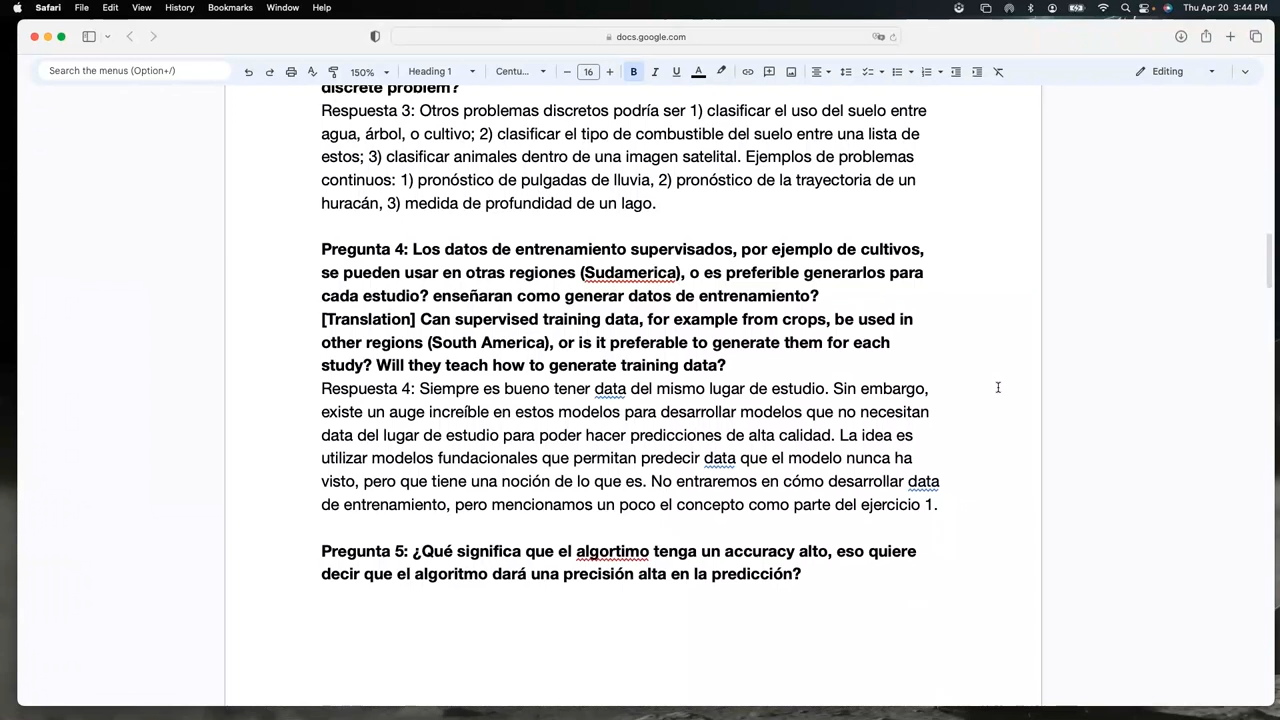 Safari File Edit View History Bookmarks Window Help Thu Apr 20 3:44 PM
docs.google.com
Search the menus (Option+/) 150% Heading 1 Centu... 16 B I U A Editing
discrete problem?
Respuesta 3: Otros problemas discretos podría ser 1) clasificar el uso del suelo entre
agua, árbol, o cultivo; 2) clasificar el tipo de combustible del suelo entre una lista de
estos; 3) clasificar animales dentro de una imagen satelital. Ejemplos de problemas
continuos: 1) pronóstico de pulgadas de lluvia, 2) pronóstico de la trayectoria de un
huracán, 3) medida de profundidad de un lago.
Pregunta 4: Los datos de entrenamiento supervisados, por ejemplo de cultivos,
se pueden usar en otras regiones (Sudamerica), o es preferible generarlos para
cada estudio? enseñaran como generar datos de entrenamiento?
[Translation] Can supervised training data, for example from crops, be used in
other regions (South America), or is it preferable to generate them for each
study? Will they teach how to generate training data?
Respuesta 4: Siempre es bueno tener data del mismo lugar de estudio. Sin embargo,
existe un auge increíble en estos modelos para desarrollar modelos que no necesitan
data del lugar de estudio para poder hacer predicciones de alta calidad. La idea es
utilizar modelos fundacionales que permitan predecir data que el modelo nunca ha
visto, pero que tiene una noción de lo que es. No entraremos en cómo desarrollar data
de entrenamiento, pero mencionamos un poco el concepto como parte del ejercicio 1.
Pregunta 5: ¿Qué significa que el algortimo tenga un accuracy alto, eso quiere
decir que el algoritmo dará una precisión alta en la predicción?